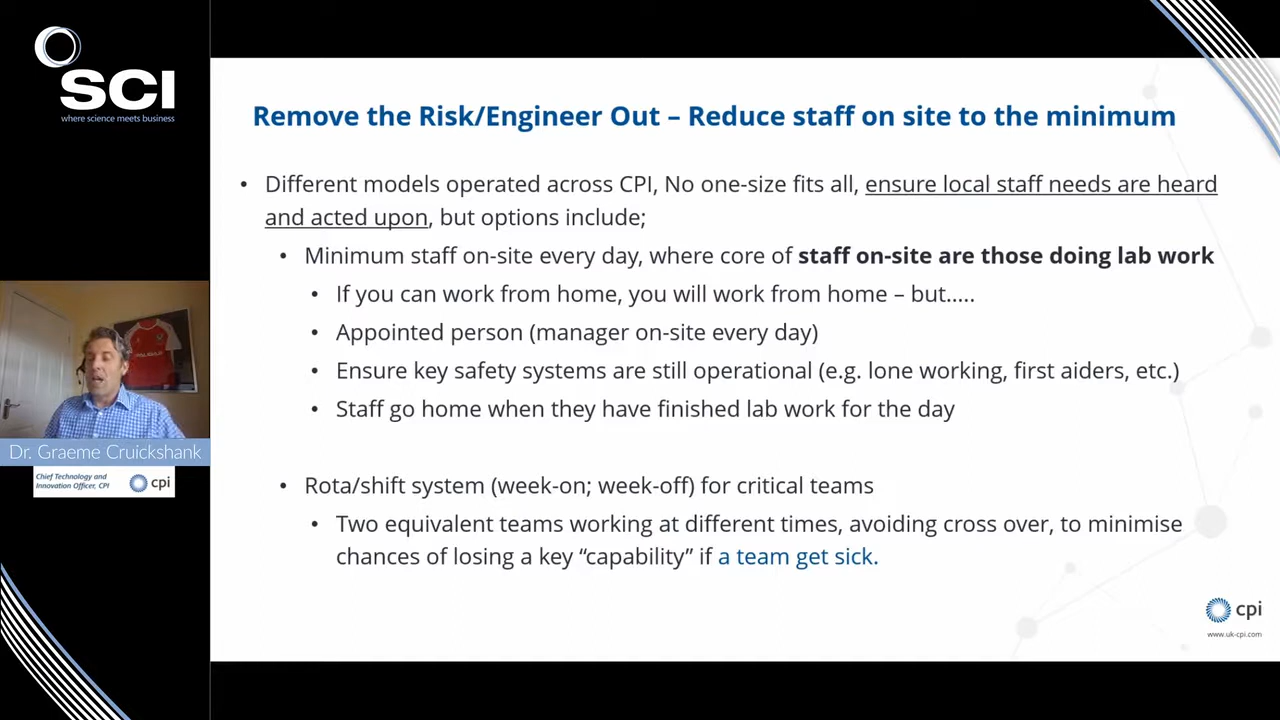 SCI
where science meets business
Remove the Risk/Engineer Out – Reduce staff on site to the minimum
• Different models operated across CPI, No one-size fits all, ensure local staff needs are heard
and acted upon, but options include;
• Minimum staff on-site every day, where core of staff on-site are those doing lab work
• If you can work from home, you will work from home – but…..
• Appointed person (manager on-site every day)
• Ensure key safety systems are still operational (e.g. lone working, first aiders, etc.)
• Staff go home when they have finished lab work for the day
• Rota/shift system (week-on; week-off) for critical teams
• Two equivalent teams working at different times, avoiding cross over, to minimise
chances of losing a key “capability” if a team get sick.
Dr. Graeme Cruickshank
Chief Technology and
Innovation Officer, CPI
cpi
cpi
www.uk-cpi.com